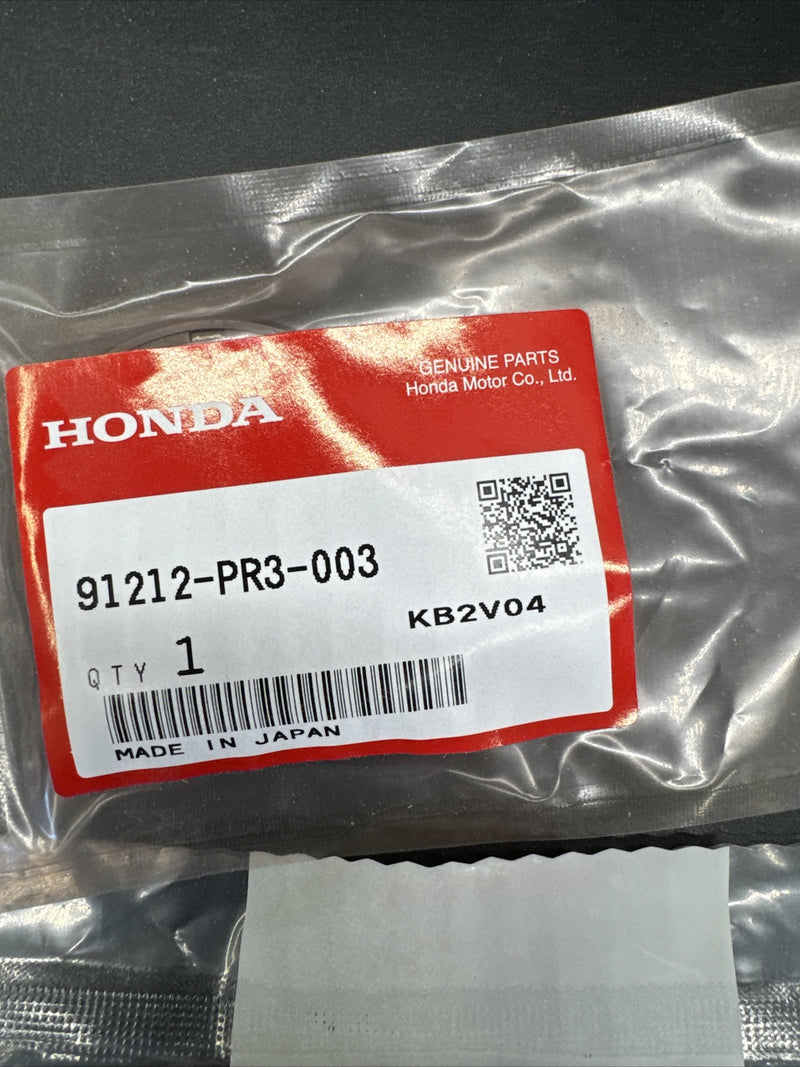 HONDA
GENUINE PARTS
Honda Motor Co., Ltd.
91212-PR3-003
KB2V04
QTY 1
MADE IN JAPAN